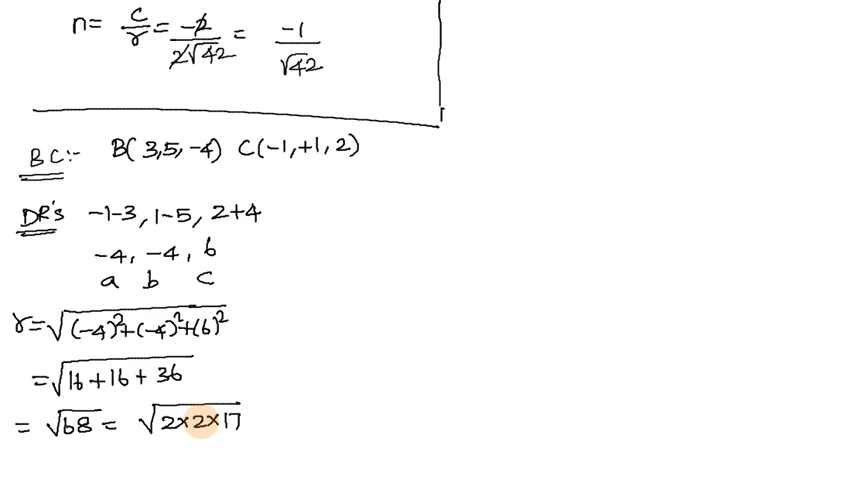 n = c/r = -2/2√42 = -1/√42
BC:- B(3,5,-4) C(-1,+1,2)
DR's -1-3, 1-5, 2+4
-4, -4, 6
a b c
r = √(-4)²+(-4)²+(6)²
= √16+16+36
= √68 = √2×2×17